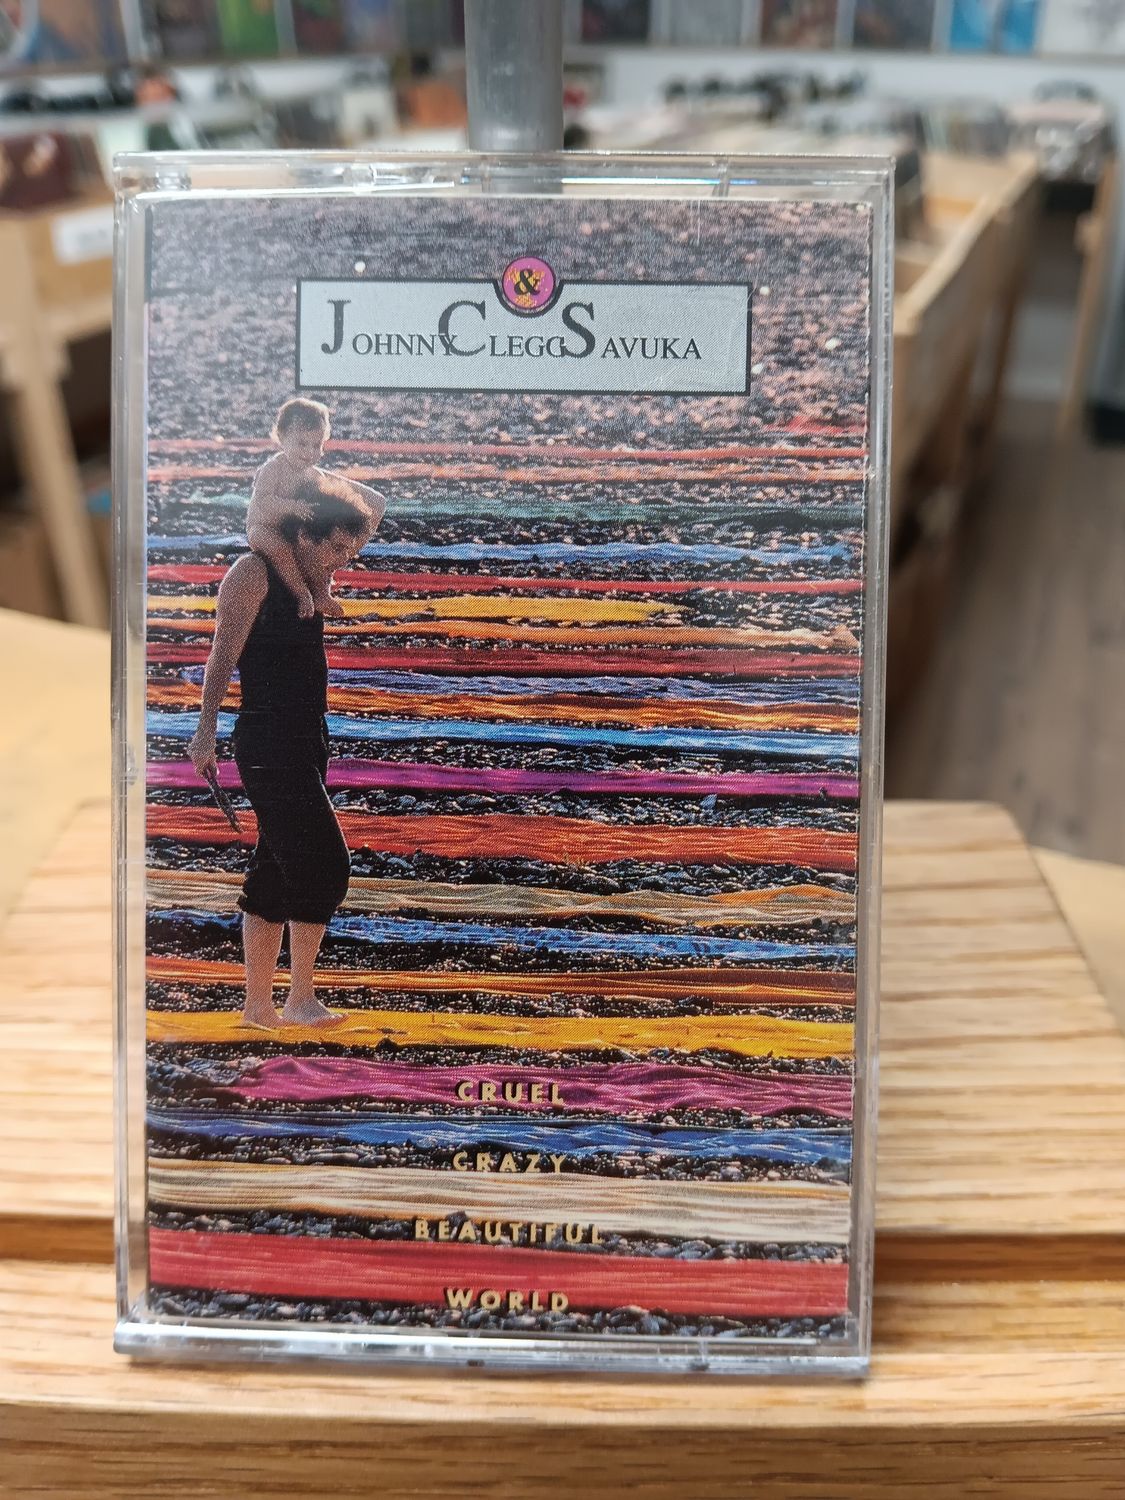 &
JOHNNY CLEGG SAVUKA
CRUEL
CRAZY
BEAUTIFUL
WORLD